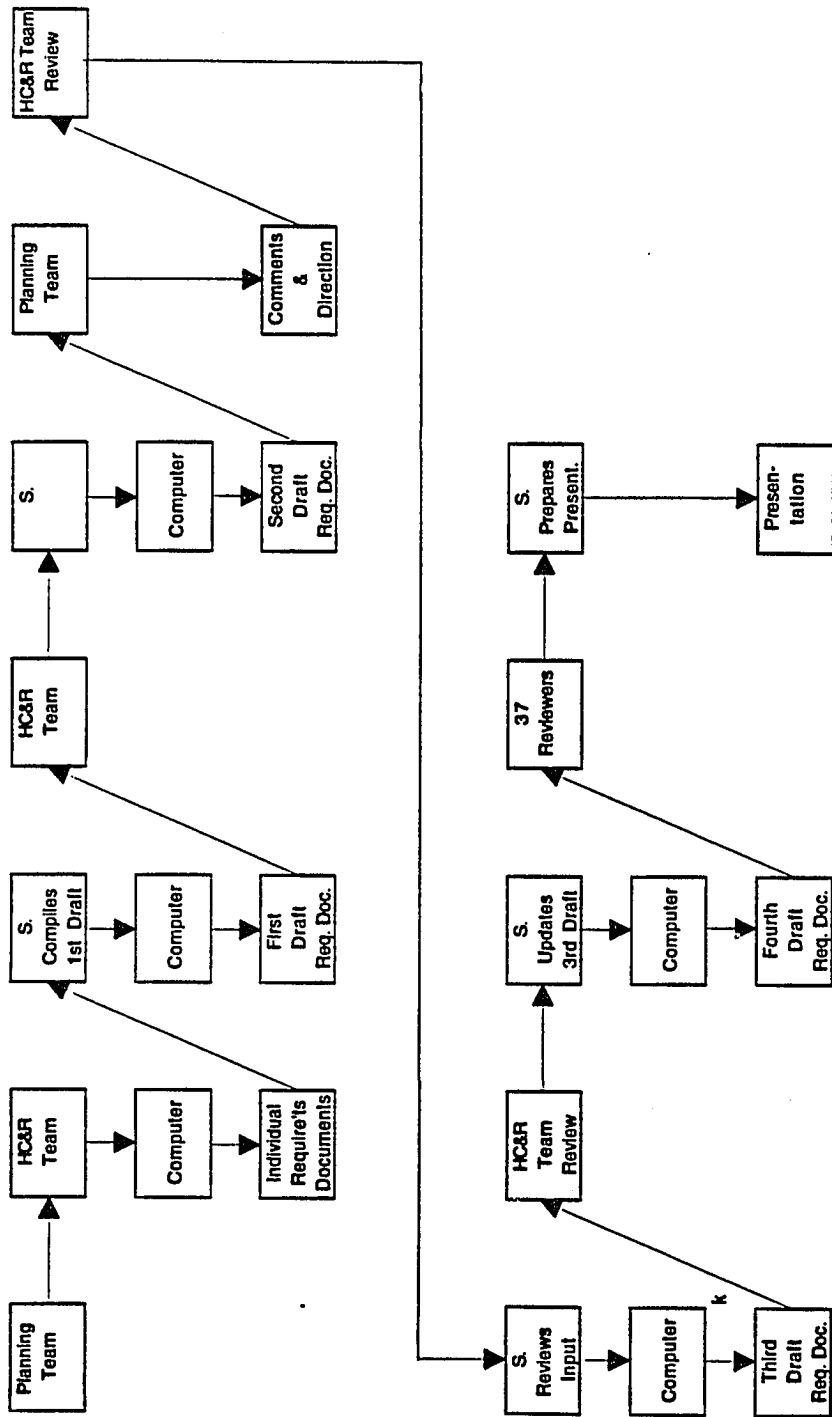 Planning
Team
HC&R
Team
Computer
Individual
Require'ts
Documents
S.
Compiles
1st Draft
Computer
First
Draft
Req. Doc.
HC&R
Team
S.
Computer
Second
Draft
Req. Doc.
Planning
Team
Comments
&
Direction
HC&R Team
Review
S.
Reviews
Input
Computer
k
Third
Draft
Req. Doc.
HC&R
Team
Review
S.
Updates
3rd Draft
Computer
Fourth
Draft
Req. Doc.
37
Reviewers
S.
Prepares
Present.
Presen-
tation